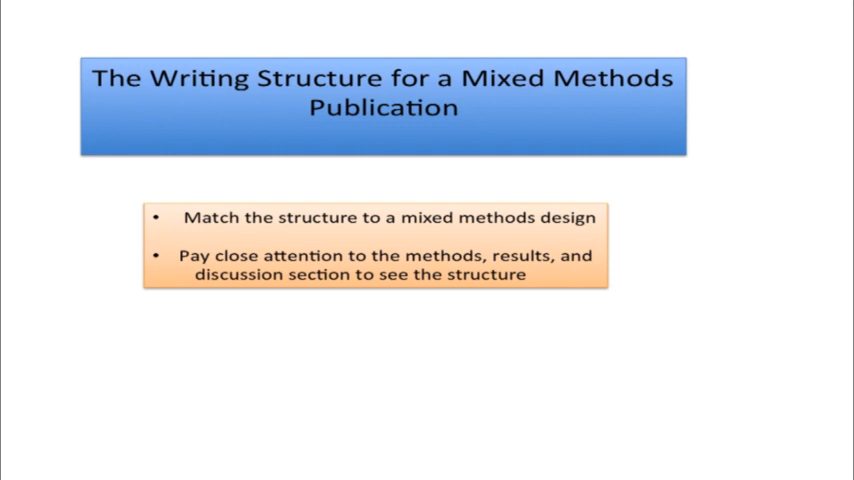 The Writing Structure for a Mixed Methods
Publication
• Match the structure to a mixed methods design
• Pay close attention to the methods, results, and
discussion section to see the structure